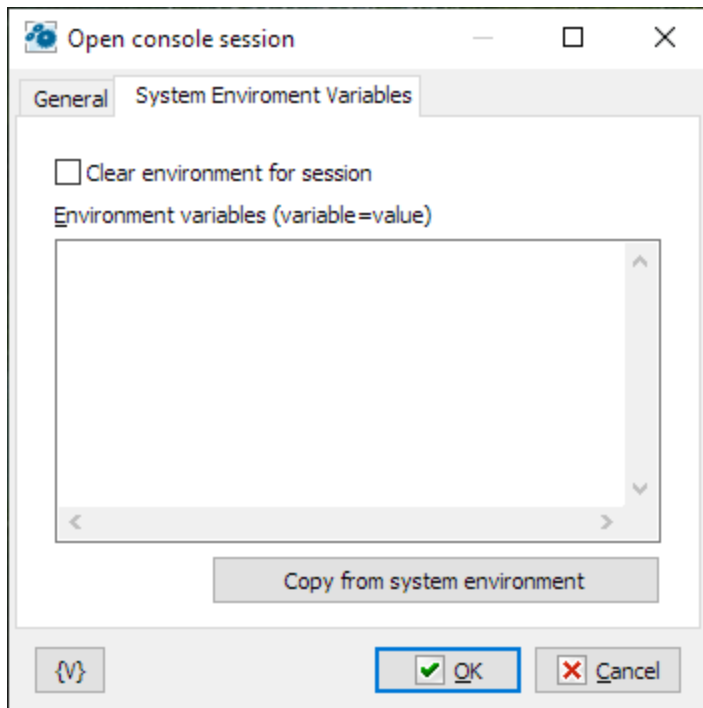 Open console session
General
System Enviroment Variables
Clear environment for session
Environment variables (variable=value)
Copy from system environment
{V}
OK
Cancel